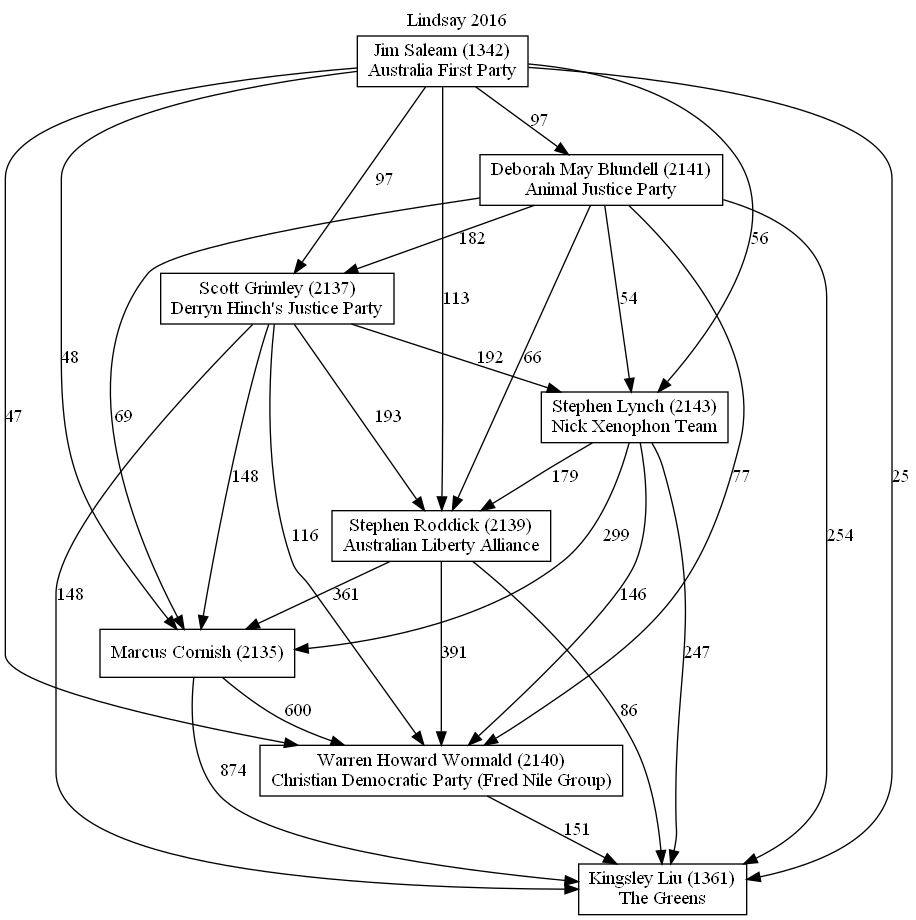 Lindsay 2016
Jim Saleam (1342)
Australia First Party
97
Deborah May Blundell (2141)
Animal Justice Party
97
182
56
Scott Grimley (2137)
Derryn Hinch's Justice Party
113
54
48
192
66
Stephen Lynch (2143)
Nick Xenophon Team
47
69
193
148
179
77
25
Stephen Roddick (2139)
Australian Liberty Alliance
116
299
254
148
361
146
Marcus Cornish (2135)
391
247
600
86
Warren Howard Wormald (2140)
Christian Democratic Party (Fred Nile Group)
874
151
Kingsley Liu (1361)
The Greens